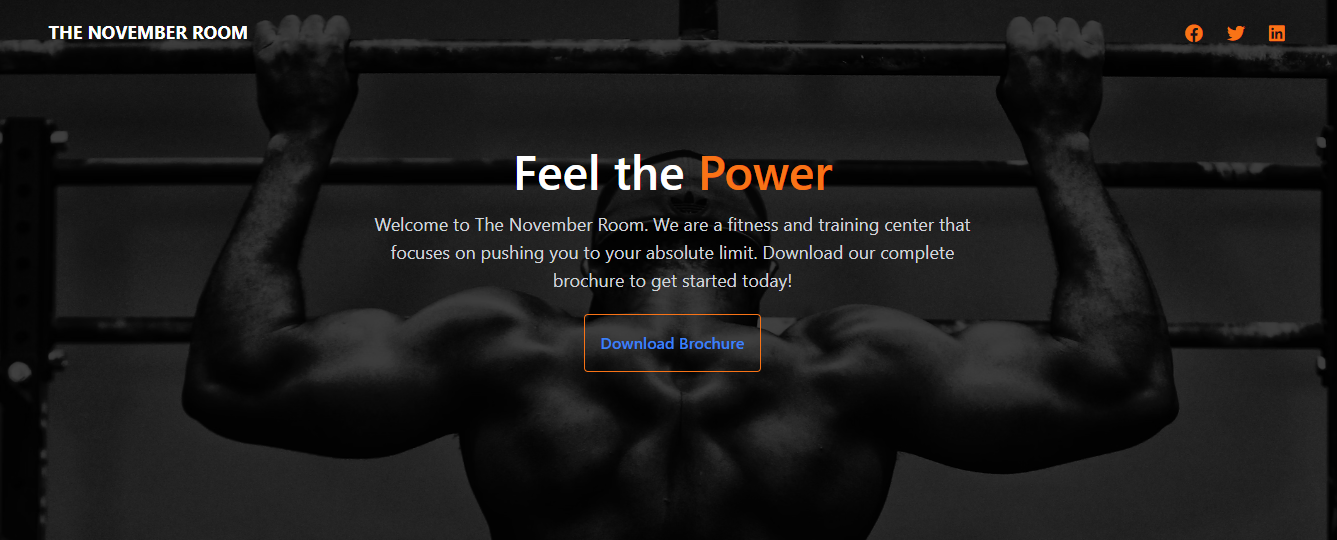 THE NOVEMBER ROOM
Feel the Power
Welcome to The November Room. We are a fitness and training center that
focuses on pushing you to your absolute limit. Download our complete
brochure to get started today!
Download Brochure